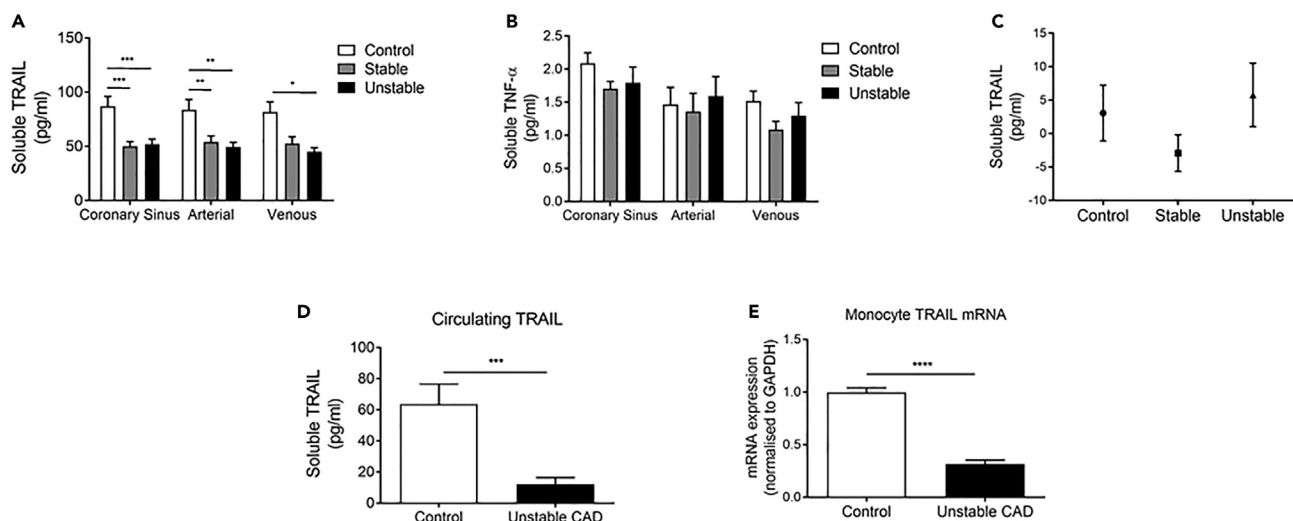 A
Soluble TRAIL
(pg/ml)
150
100
50
0
***
***
**
**
*
Control
Stable
Unstable
Coronary Sinus Arterial Venous
B
Soluble TNF-α
(pg/ml)
2.5
2.0
1.5
1.0
0.5
0.0
Control
Stable
Unstable
Coronary Sinus Arterial Venous
C
Soluble TRAIL
(pg/ml)
15
10
5
0
-5
-10
Control Stable Unstable
D
Circulating TRAIL
Soluble TRAIL
(pg/ml)
80
60
40
20
0
***
Control Unstable CAD
E
Monocyte TRAIL mRNA
mRNA expression
(normalised to GAPDH)
1.5
1.0
0.5
0.0
****
Control Unstable CAD